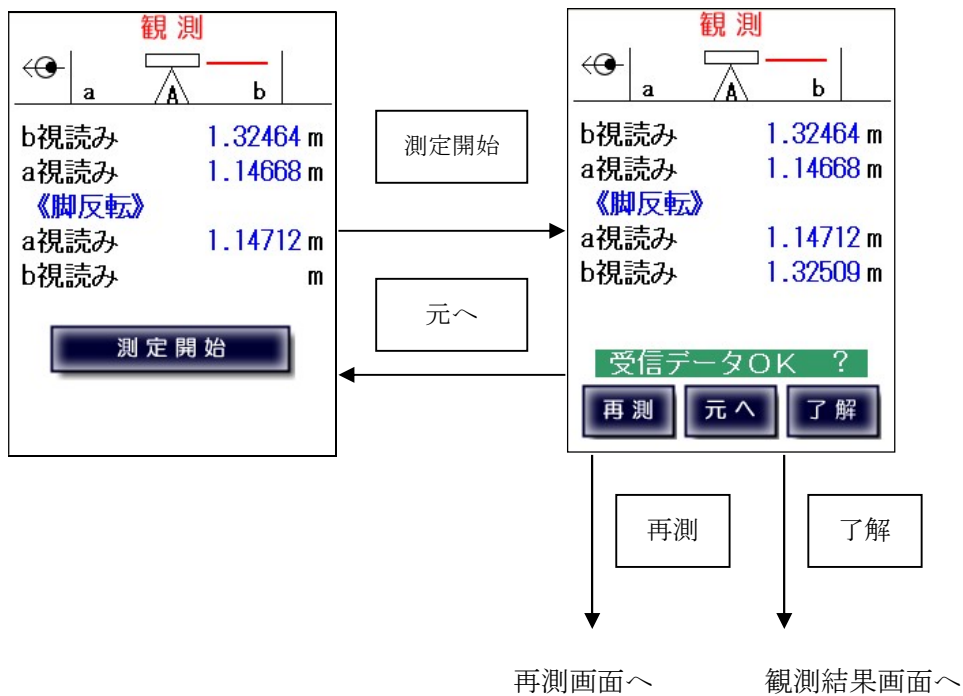 観 測
a
A
b
b視読み 1.32464 m
a視読み 1.14668 m
《脚反転》
a視読み 1.14712 m
b視読み m
測 定 開 始
測定開始
元へ
観 測
a
A
b
b視読み 1.32464 m
a視読み 1.14668 m
《脚反転》
a視読み 1.14712 m
b視読み 1.32509 m
受信データOK ?
再 測 元 へ 了 解
再測
了解
再測画面へ
観測結果画面へ